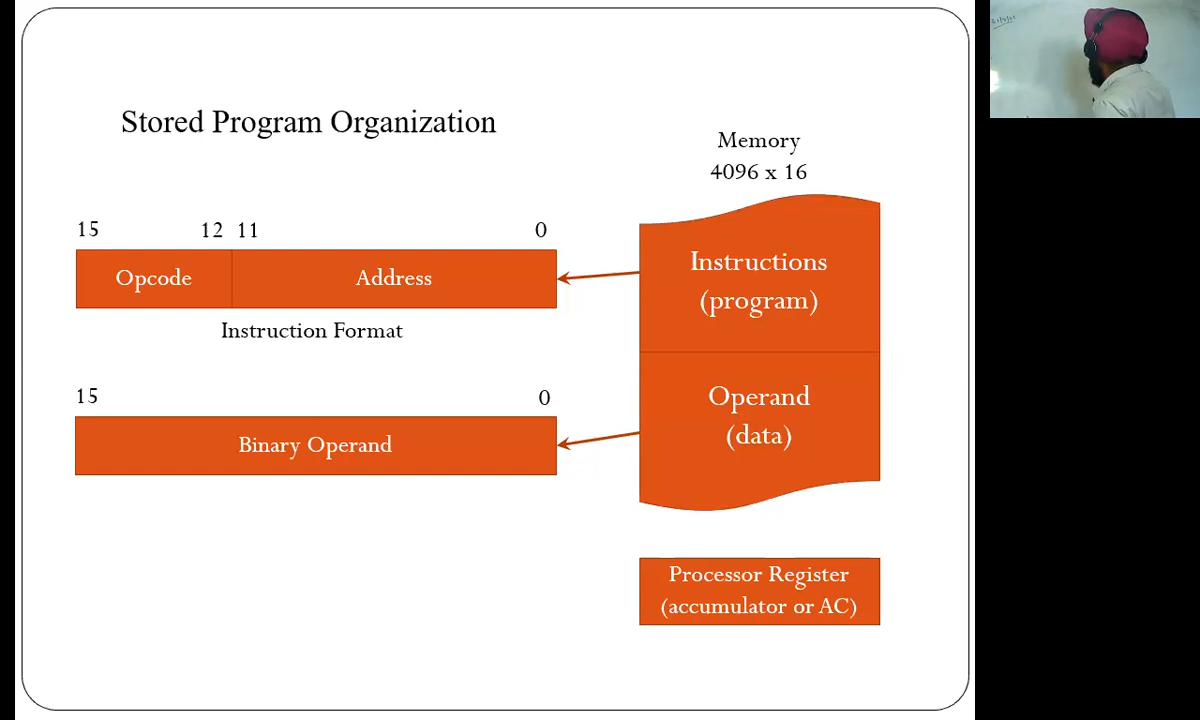 Stored Program Organization
Memory
4096 x 16
15 12 11 0
Opcode Address
Instruction Format
Instructions
(program)
15 0
Binary Operand
Operand
(data)
Processor Register
(accumulator or AC)